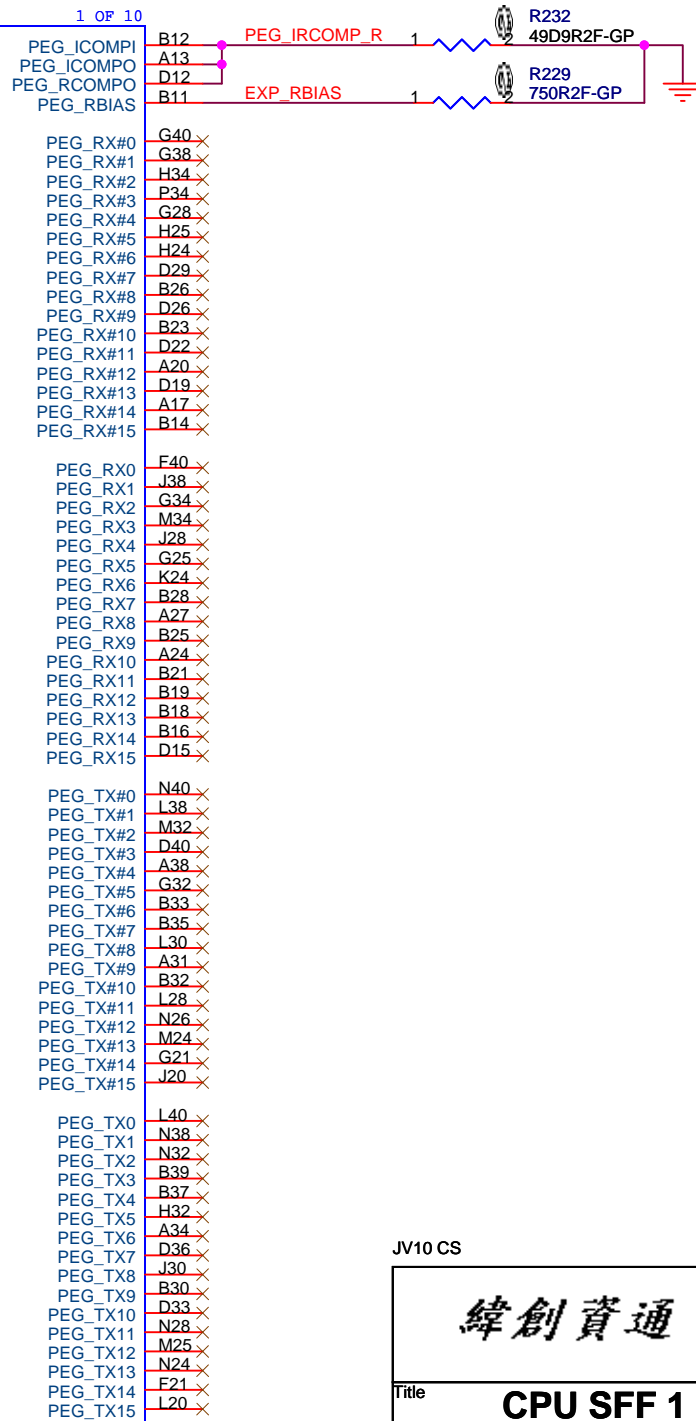 1 OF 10
PEG_ICOMPI B12 PEG_IRCOMP_R 1 2 R232 49D9R2F-GP
PEG_ICOMPO A13
PEG_RCOMPO D12
PEG_RBIAS B11 EXP_RBIAS 1 2 R229 750R2F-GP
PEG_RX#0 G40
PEG_RX#1 G38
PEG_RX#2 H34
PEG_RX#3 P34
PEG_RX#4 G28
PEG_RX#5 H25
PEG_RX#6 H24
PEG_RX#7 D29
PEG_RX#8 B26
PEG_RX#9 D26
PEG_RX#10 B23
PEG_RX#11 D22
PEG_RX#12 A20
PEG_RX#13 D19
PEG_RX#14 A17
PEG_RX#15 B14
PEG_RX0 F40
PEG_RX1 J38
PEG_RX2 G34
PEG_RX3 M34
PEG_RX4 J28
PEG_RX5 G25
PEG_RX6 K24
PEG_RX7 B28
PEG_RX8 A27
PEG_RX9 B25
PEG_RX10 A24
PEG_RX11 B21
PEG_RX12 B19
PEG_RX13 B18
PEG_RX14 B16
PEG_RX15 D15
PEG_TX#0 N40
PEG_TX#1 L38
PEG_TX#2 M32
PEG_TX#3 D40
PEG_TX#4 A38
PEG_TX#5 G32
PEG_TX#6 B33
PEG_TX#7 B35
PEG_TX#8 L30
PEG_TX#9 A31
PEG_TX#10 B32
PEG_TX#11 L28
PEG_TX#12 N26
PEG_TX#13 M24
PEG_TX#14 G21
PEG_TX#15 J20
PEG_TX0 L40
PEG_TX1 N38
PEG_TX2 N32
PEG_TX3 B39
PEG_TX4 B37
PEG_TX5 H32
PEG_TX6 A34
PEG_TX7 D36
PEG_TX8 J30
PEG_TX9 B30
PEG_TX10 D33
PEG_TX11 N28
PEG_TX12 M25
PEG_TX13 N24
PEG_TX14 F21
PEG_TX15 L20
JV10 CS
緯創資通
Title
CPU SFF 1